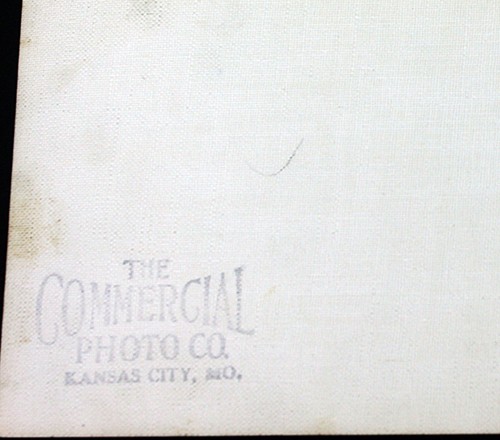 THE
COMMERCIAL
PHOTO CO.
KANSAS CITY, MO.